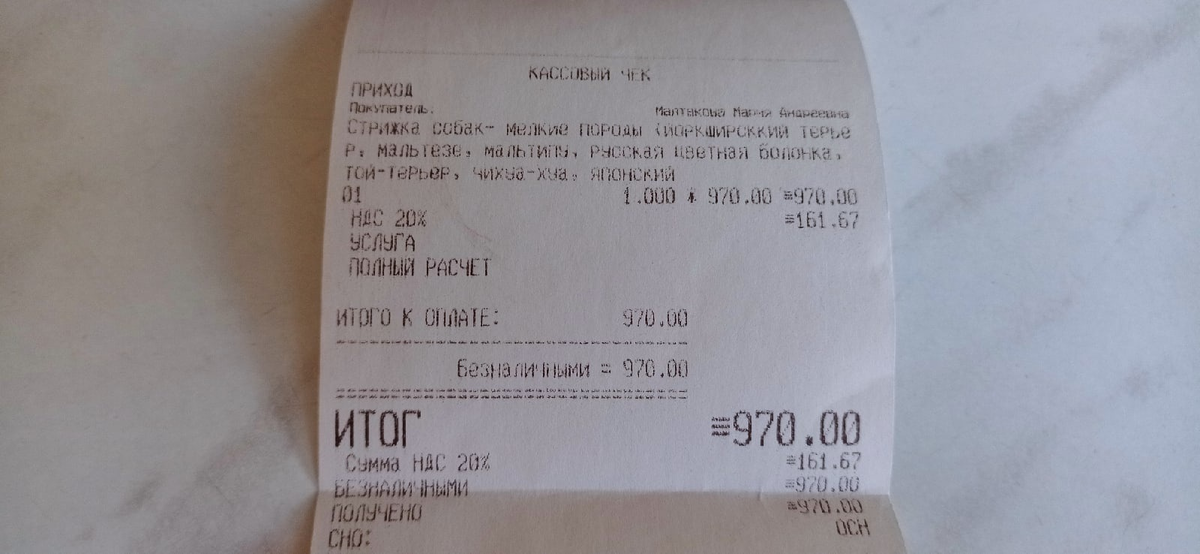 КАССОВЫЙ ЧЕК
ПРИХОД
Покупатель: Мария Андреевна
Стрижка собак- мелкие породы (йоркширсккий терье
р, мальтезе, мальтипу, русская цветная болонка,
той-терьер, чихуа-хуа, японский
01 1.000 * 970.00 =970.00
НДС 20% =161.67
УСЛУГА
ПОЛНЫЙ РАСЧЕТ
ИТОГО К ОПЛАТЕ: 970.00
Безналичными = 970.00
ИТОГ =970.00
Сумма НДС 20% =161.67
БЕЗНАЛИЧНЫМИ =970.00
ПОЛУЧЕНО =970.00
СНО: ОСН